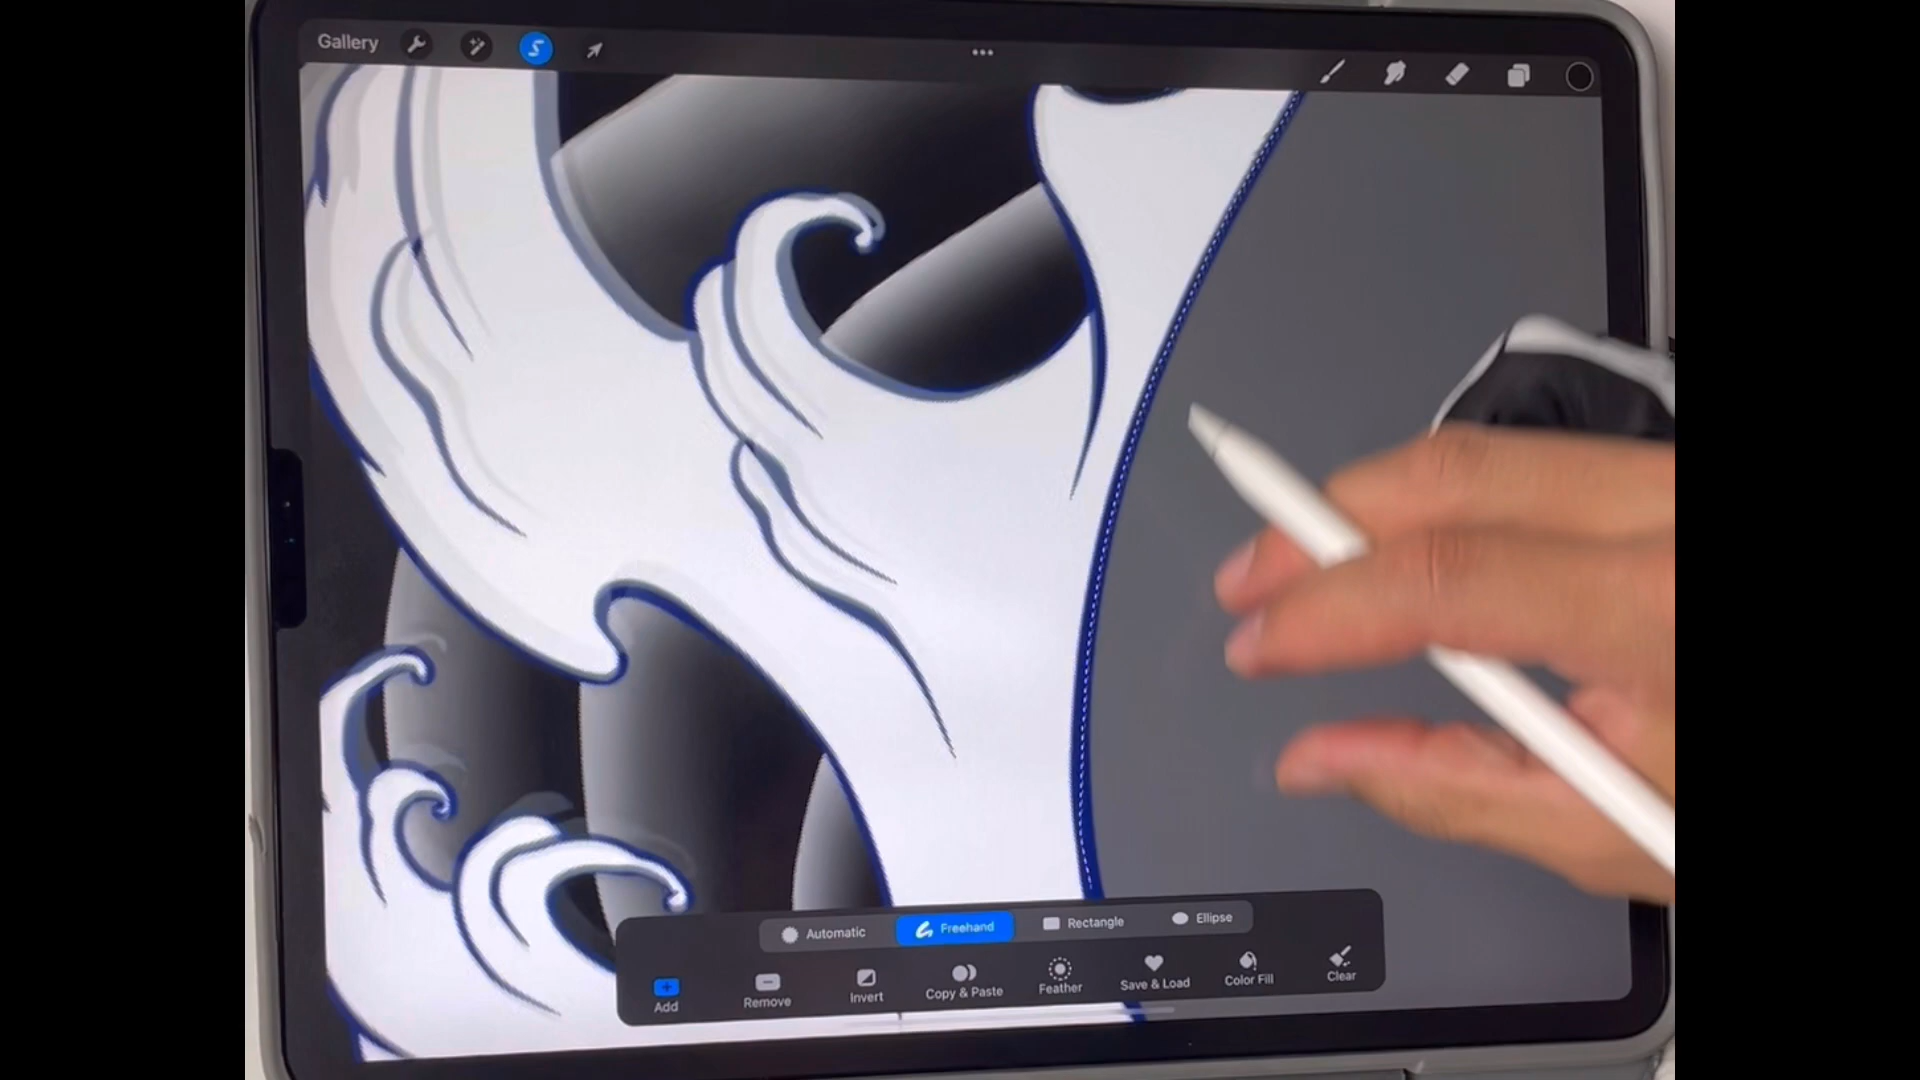 Gallery
Automatic
Freehand
Rectangle
Ellipse
Add
Remove
Invert
Copy & Paste
Feather
Save & Load
Color Fill
Clear